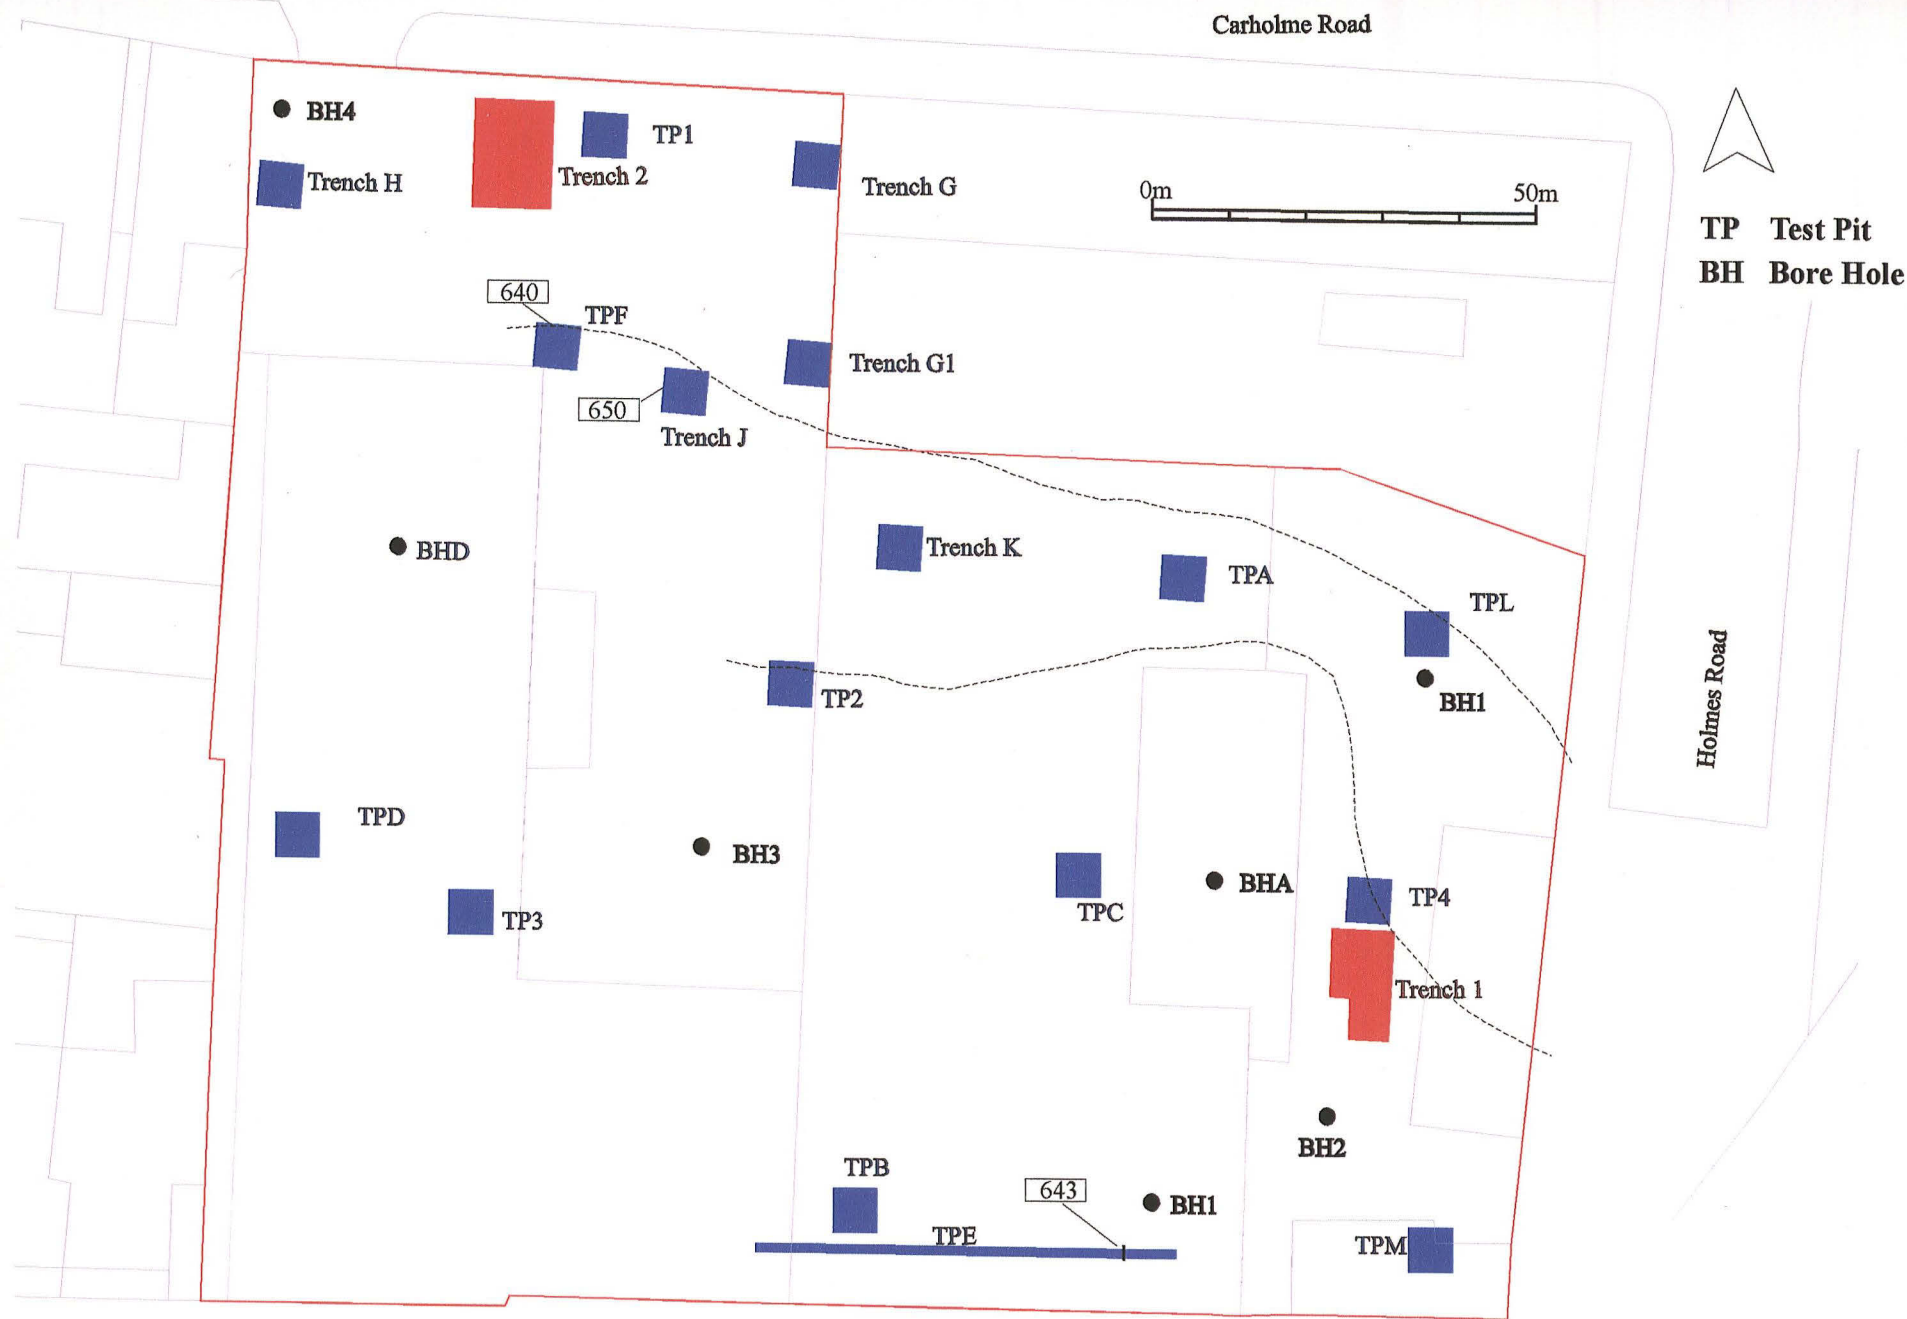 Carholme Road
BH4
TP1
Trench H
Trench 2
Trench G
0m
50m
TP Test Pit
BH Bore Hole
640
TPF
Trench G1
650
Trench J
BHD
Trench K
TPA
TPL
TP2
BH1
Holmes Road
TPD
BH3
BHA
TP4
TPC
TP3
Trench 1
BH2
TPB
643
BH1
TPE
TPM